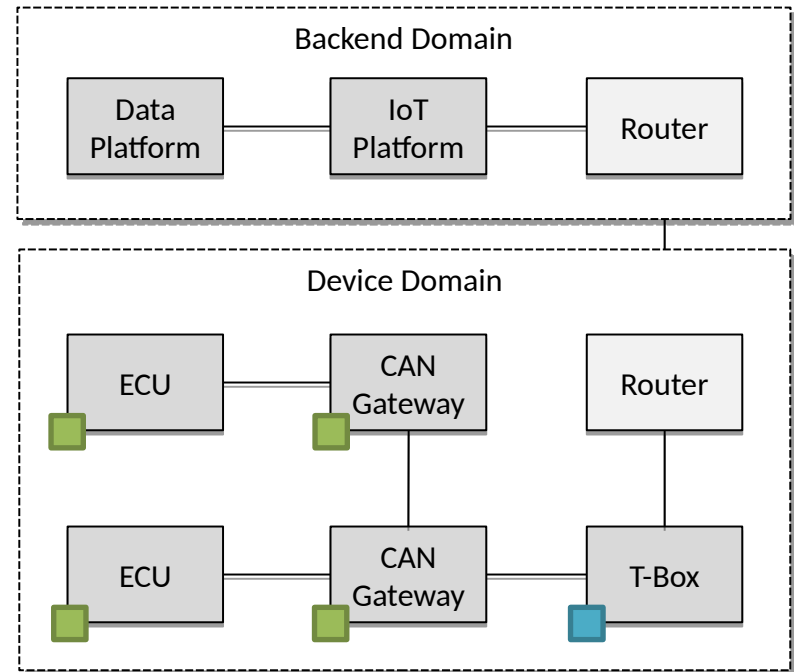 Backend Domain
Data
Platform
IoT
Platform
Router
Device Domain
ECU
CAN
Gateway
Router
ECU
CAN
Gateway
T-Box